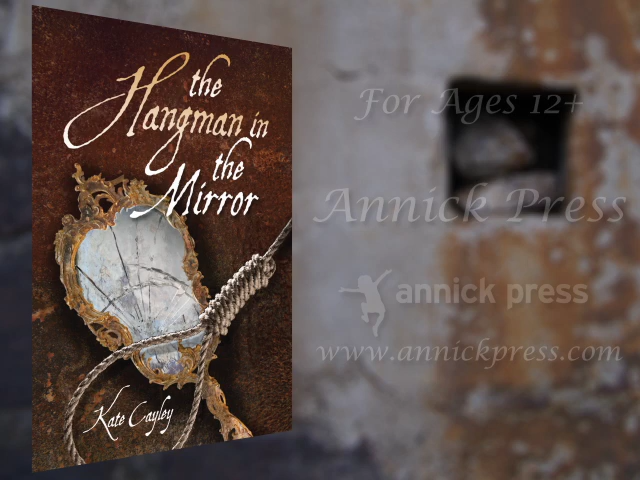 the
Hangman in
the
Mirror
Kate Cayley
For Ages 12+
Annick Press
annick press
www.annickpress.com